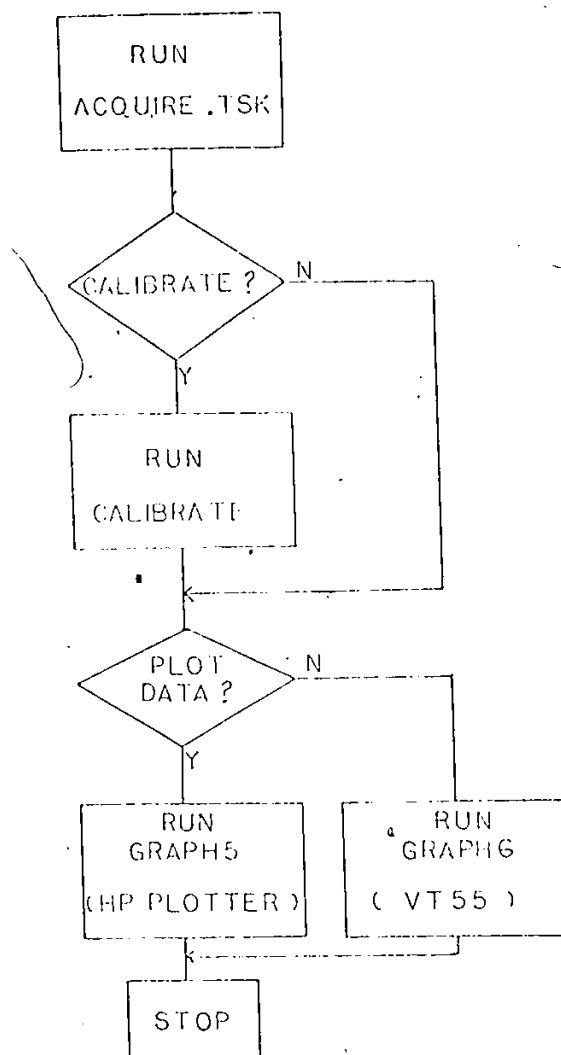 RUN
ACQUIRE.TSK
CALIBRATE?
N
Y
RUN
CALIBRATE
PLOT
DATA?
N
Y
RUN
GRAPH5
(HP PLOTTER)
RUN
GRAPH6
( VT55 )
STOP